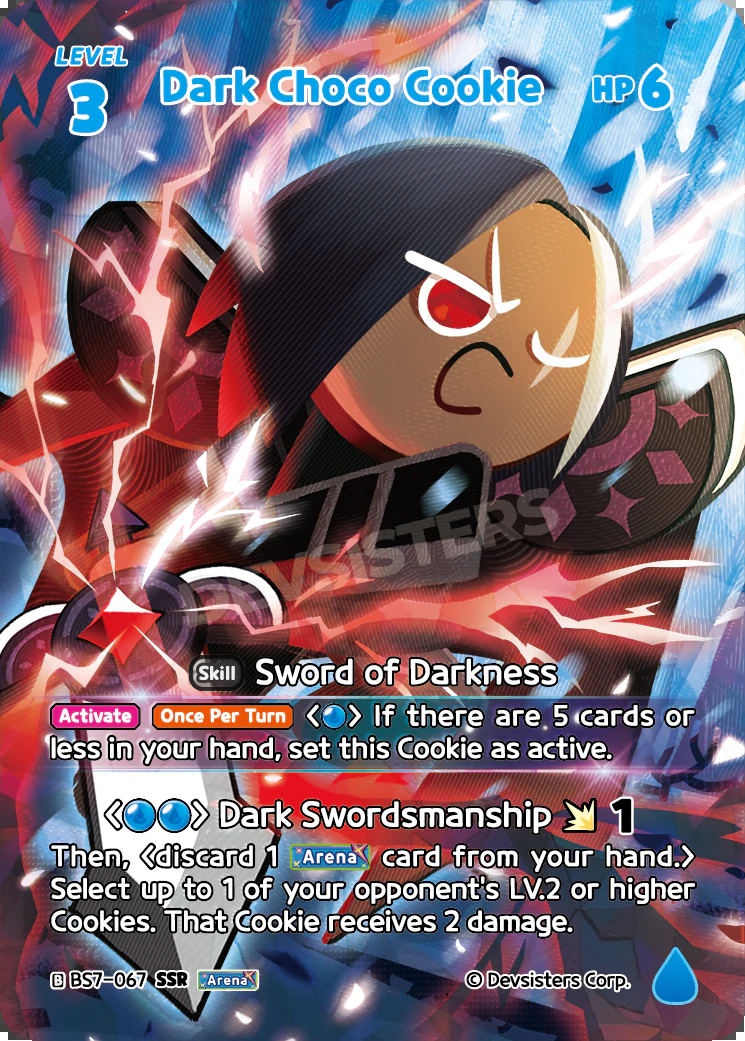 LEVEL
3
Dark Choco Cookie
HP 6
DEVSISTERS
Skill Sword of Darkness
Activate Once Per Turn < > If there are 5 cards or
less in your hand, set this Cookie as active.
< > Dark Swordsmanship 1
Then, <discard 1 Arena card from your hand.>
Select up to 1 of your opponent's LV.2 or higher
Cookies. That Cookie receives 2 damage.
B BS7-067 SSR Arena
© Devsisters Corp.